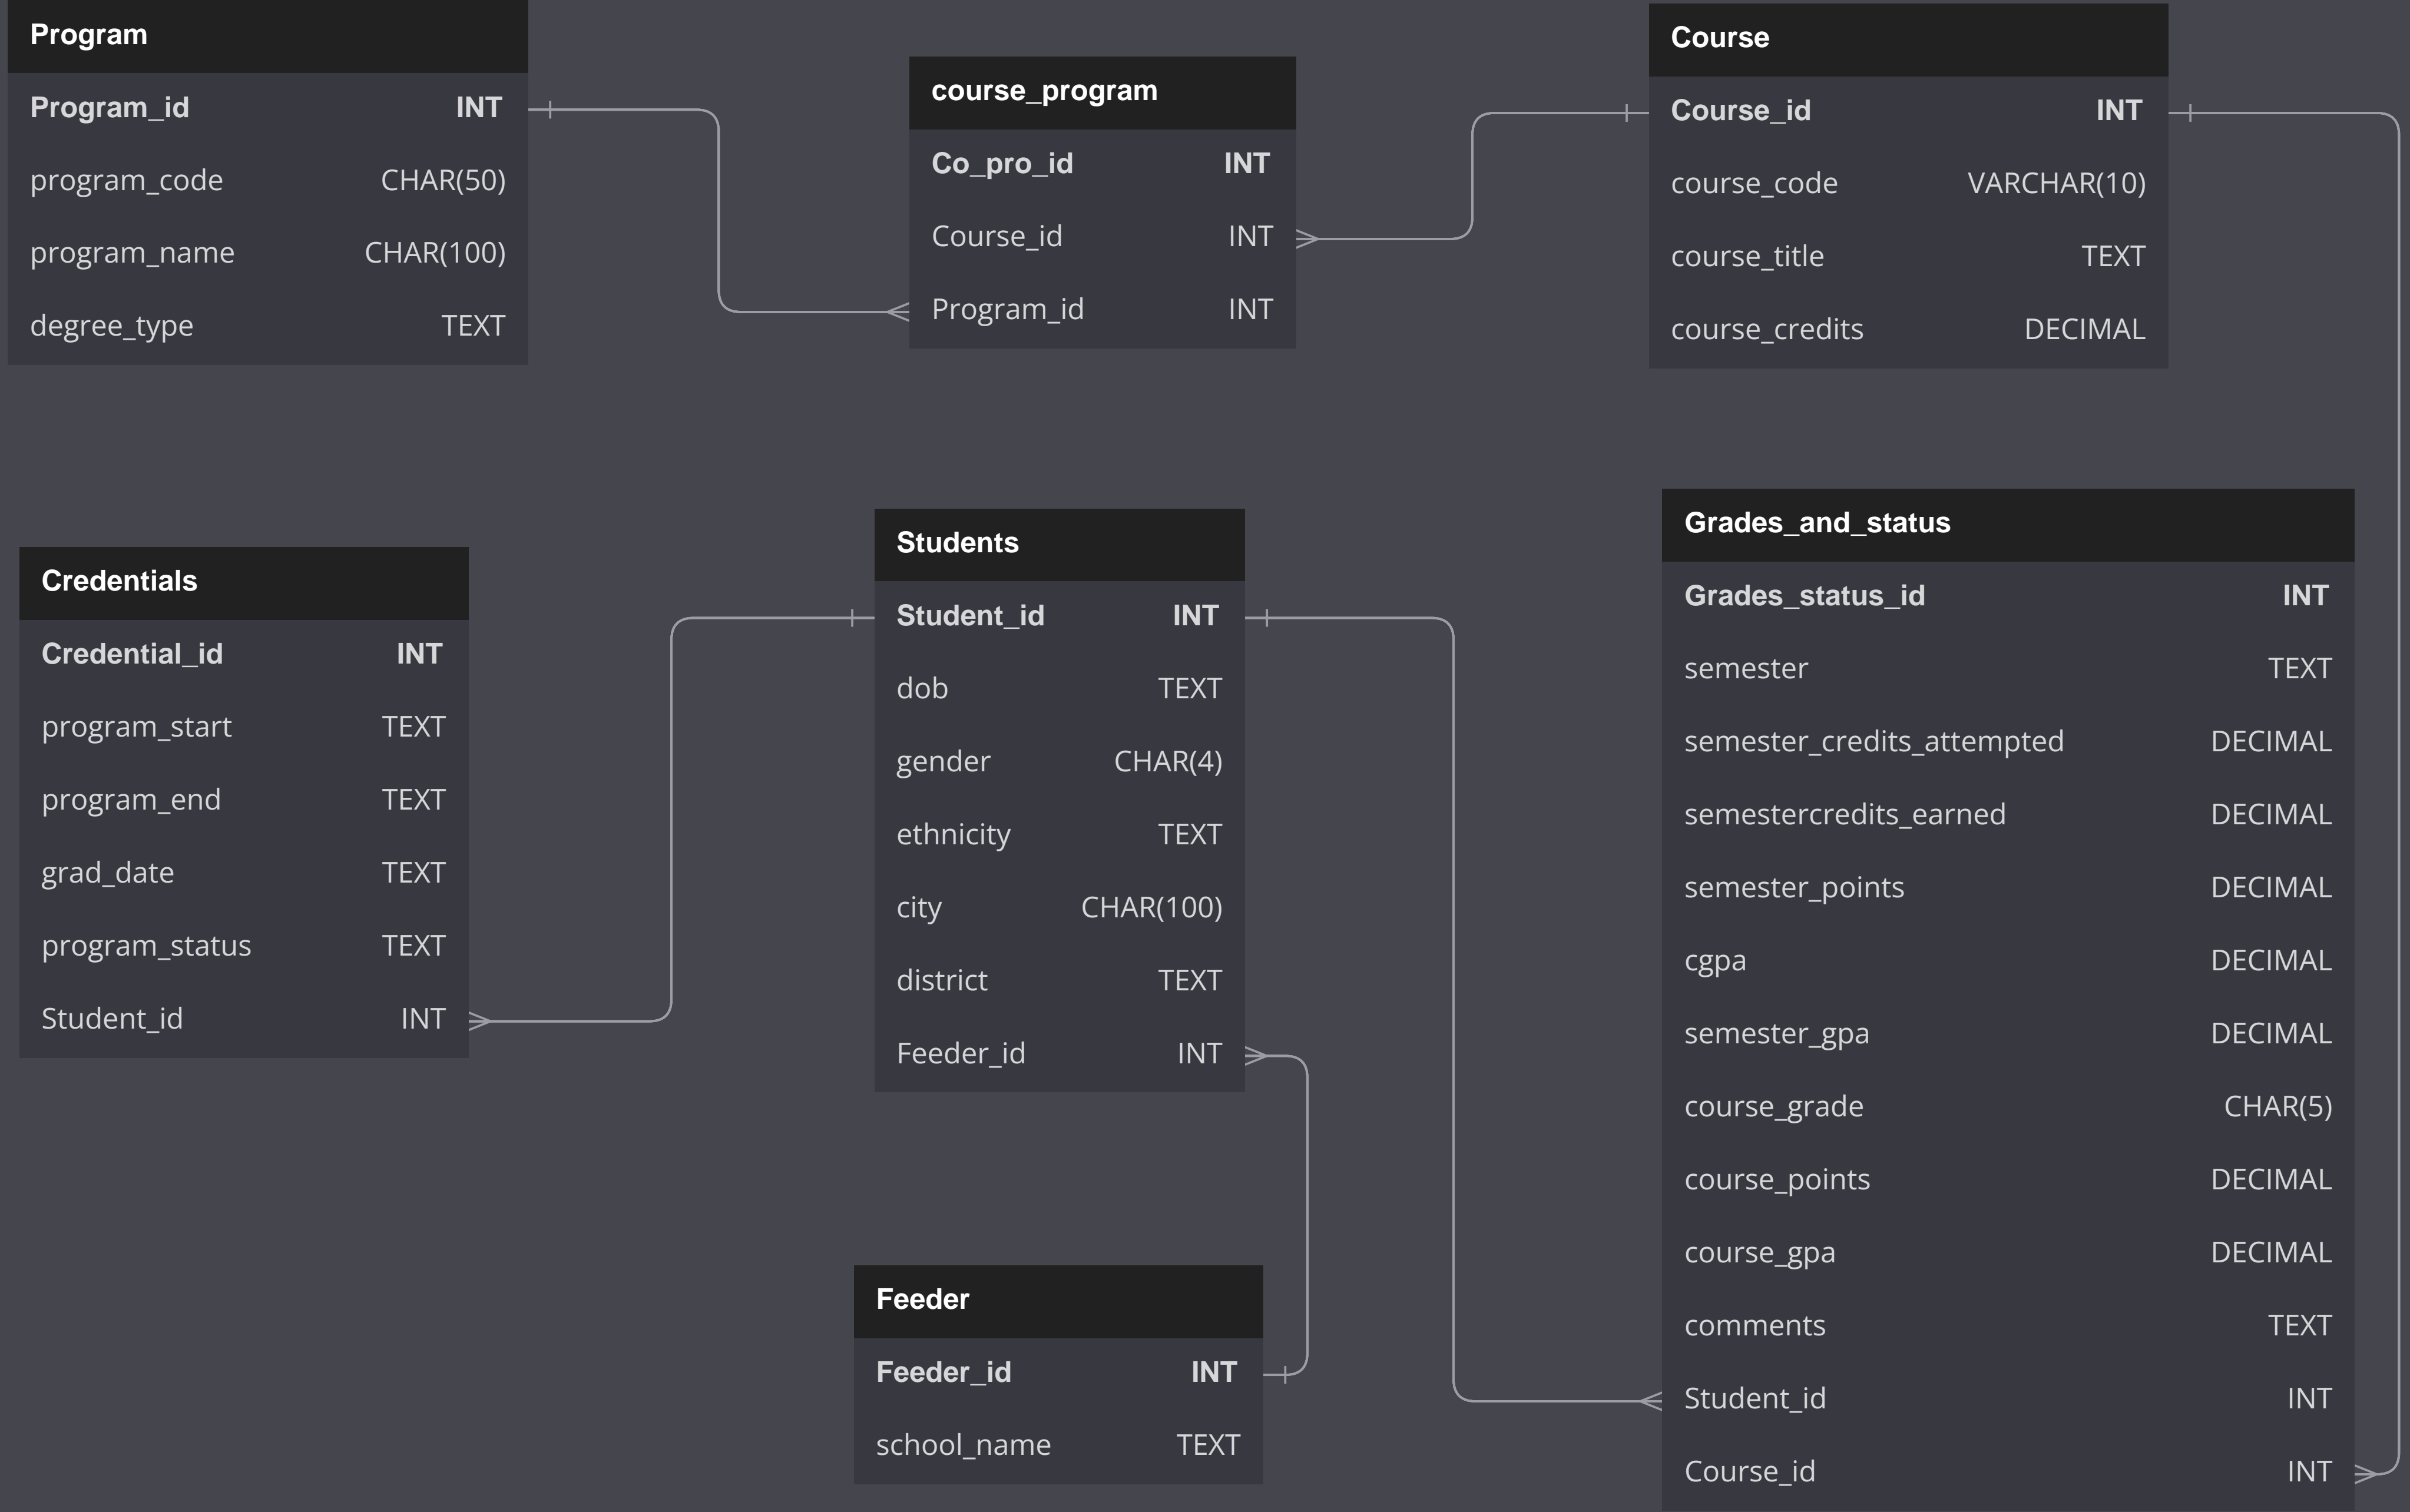 Program
Program_id INT
program_code CHAR(50)
program_name CHAR(100)
degree_type TEXT
course_program
Co_pro_id INT
Course_id INT
Program_id INT
Course
Course_id INT
course_code VARCHAR(10)
course_title TEXT
course_credits DECIMAL
Credentials
Credential_id INT
program_start TEXT
program_end TEXT
grad_date TEXT
program_status TEXT
Student_id INT
Students
Student_id INT
dob TEXT
gender CHAR(4)
ethnicity TEXT
city CHAR(100)
district TEXT
Feeder_id INT
Feeder
Feeder_id INT
school_name TEXT
Grades_and_status
Grades_status_id INT
semester TEXT
semester_credits_attempted DECIMAL
semestercredits_earned DECIMAL
semester_points DECIMAL
cgpa DECIMAL
semester_gpa DECIMAL
course_grade CHAR(5)
course_points DECIMAL
course_gpa DECIMAL
comments TEXT
Student_id INT
Course_id INT